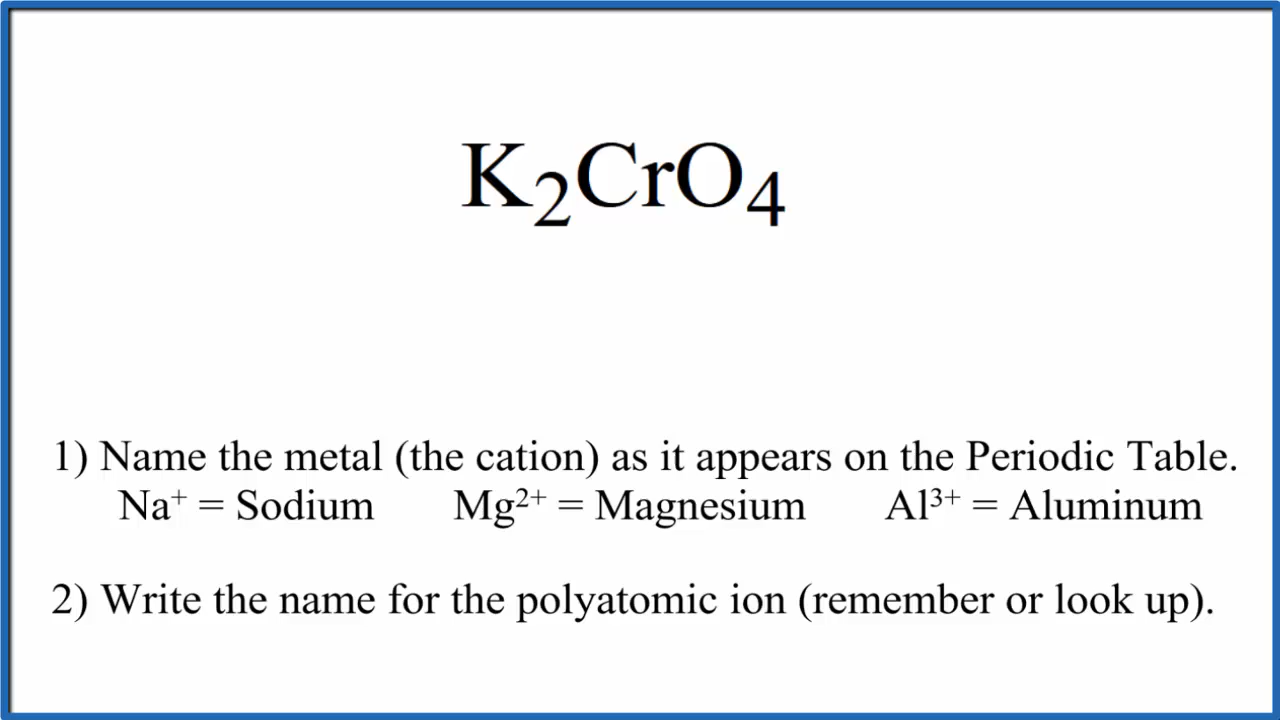 K₂CrO₄
1) Name the metal (the cation) as it appears on the Periodic Table.
Na⁺ = Sodium Mg²⁺ = Magnesium Al³⁺ = Aluminum
2) Write the name for the polyatomic ion (remember or look up).